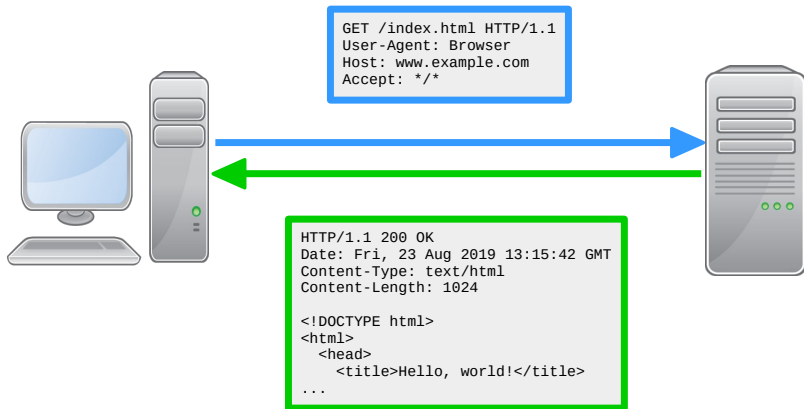 GET /index.html HTTP/1.1
User-Agent: Browser
Host: www.example.com
Accept: */*
HTTP/1.1 200 OK
Date: Fri, 23 Aug 2019 13:15:42 GMT
Content-Type: text/html
Content-Length: 1024
<!DOCTYPE html>
<html>
  <head>
    <title>Hello, world!</title>
...